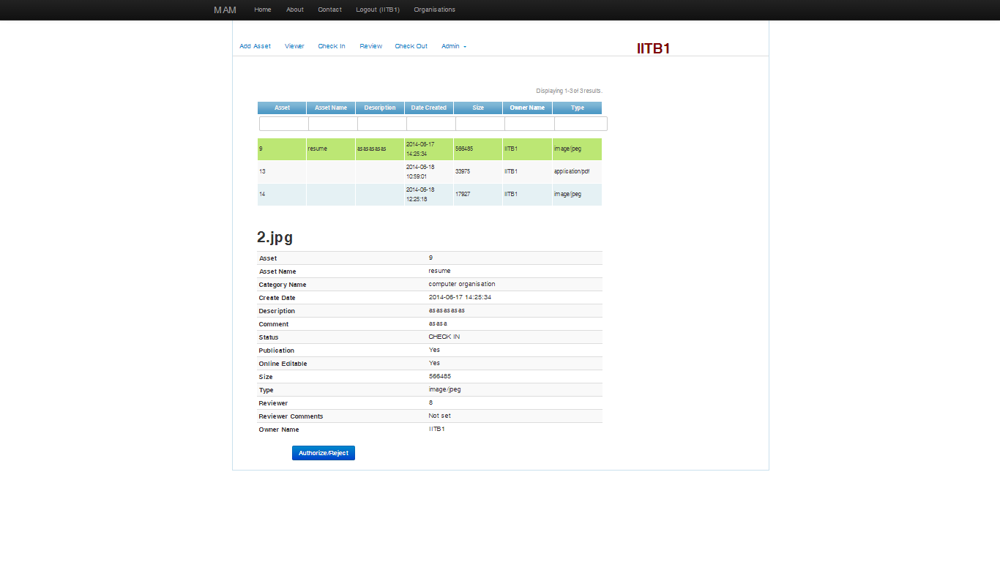 MAM Home About Contact Logout (IITB1) Organisations
Add Asset Viewer Check In Review Check Out Admin IITB1
Displaying 1-3 of 3 results.
Asset Asset Name Description Date Created Size Owner Name Type
9 resume asasasasas 2014-06-17 14:25:34 566485 IITB1 image/jpeg
13 2014-06-18 10:59:01 33975 IITB1 application/pdf
14 2014-06-18 12:25:18 17927 IITB1 image/jpeg
2.jpg
Asset 9
Asset Name resume
Category Name computer organisation
Create Date 2014-06-17 14:25:34
Description asasasasas
Comment asasa
Status CHECK IN
Publication Yes
Online Editable Yes
Size 566485
Type image/jpeg
Reviewer 8
Reviewer Comments Not set
Owner Name IITB1
Authorize/Reject